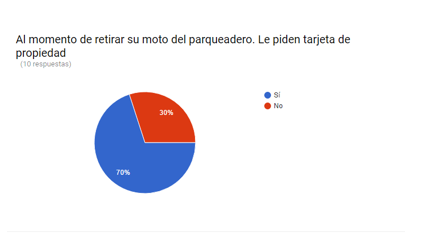 Al momento de retirar su moto del parqueadero. Le piden tarjeta de
propiedad
(10 respuestas)
Sí
No
30%
70%